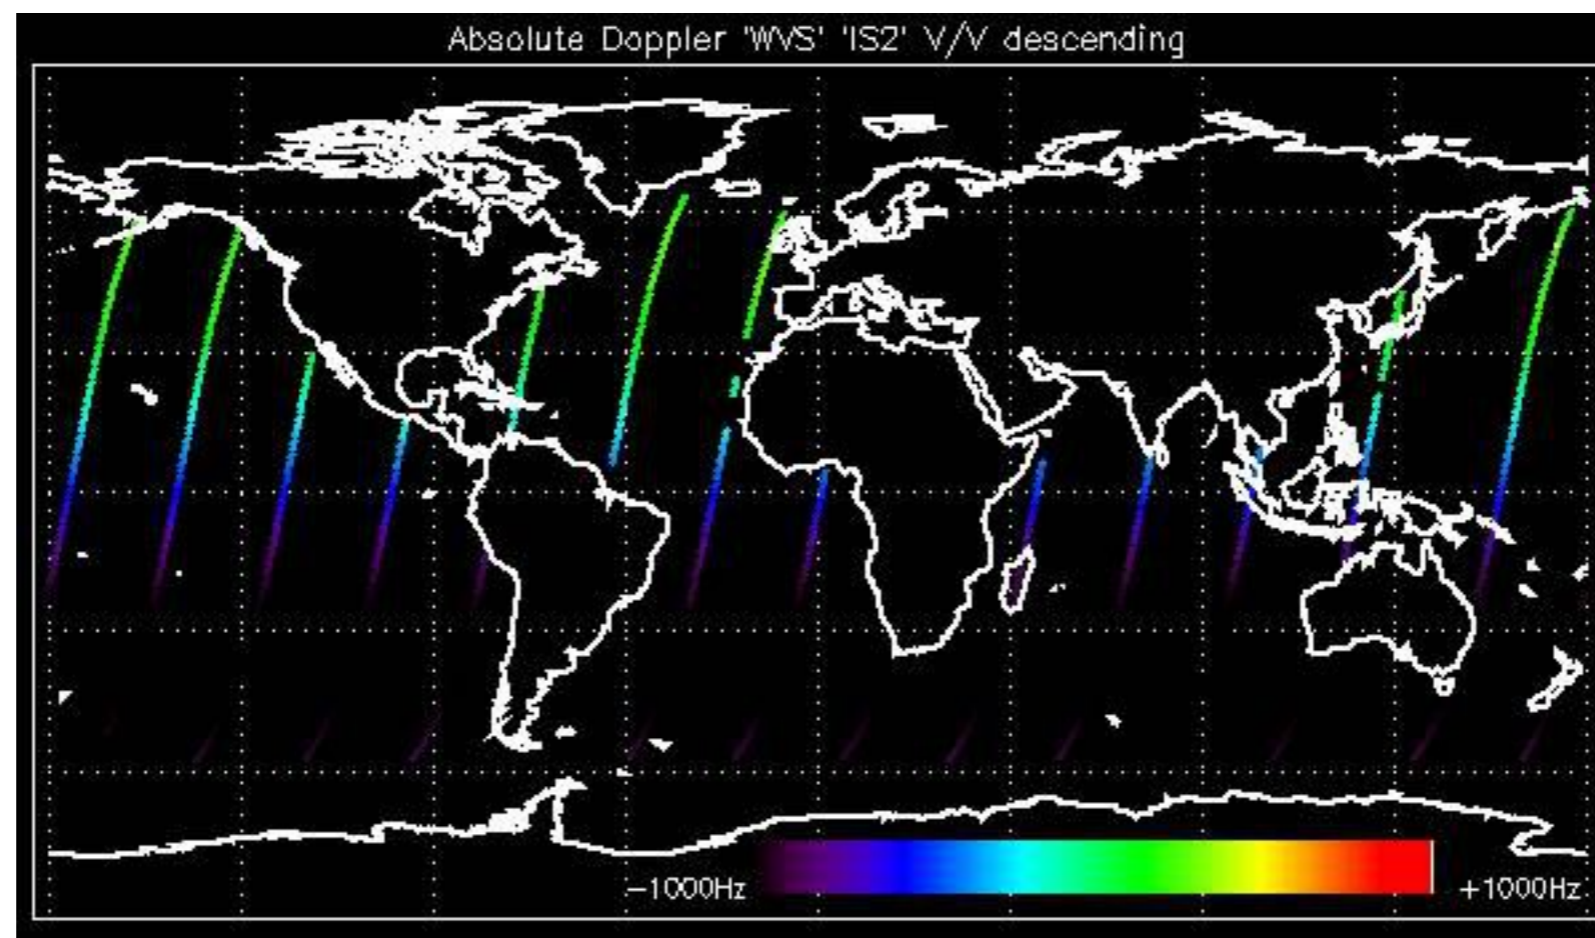 Absolute Doppler 'WVS' 'IS2' V/V descending
−1000Hz
+1000Hz